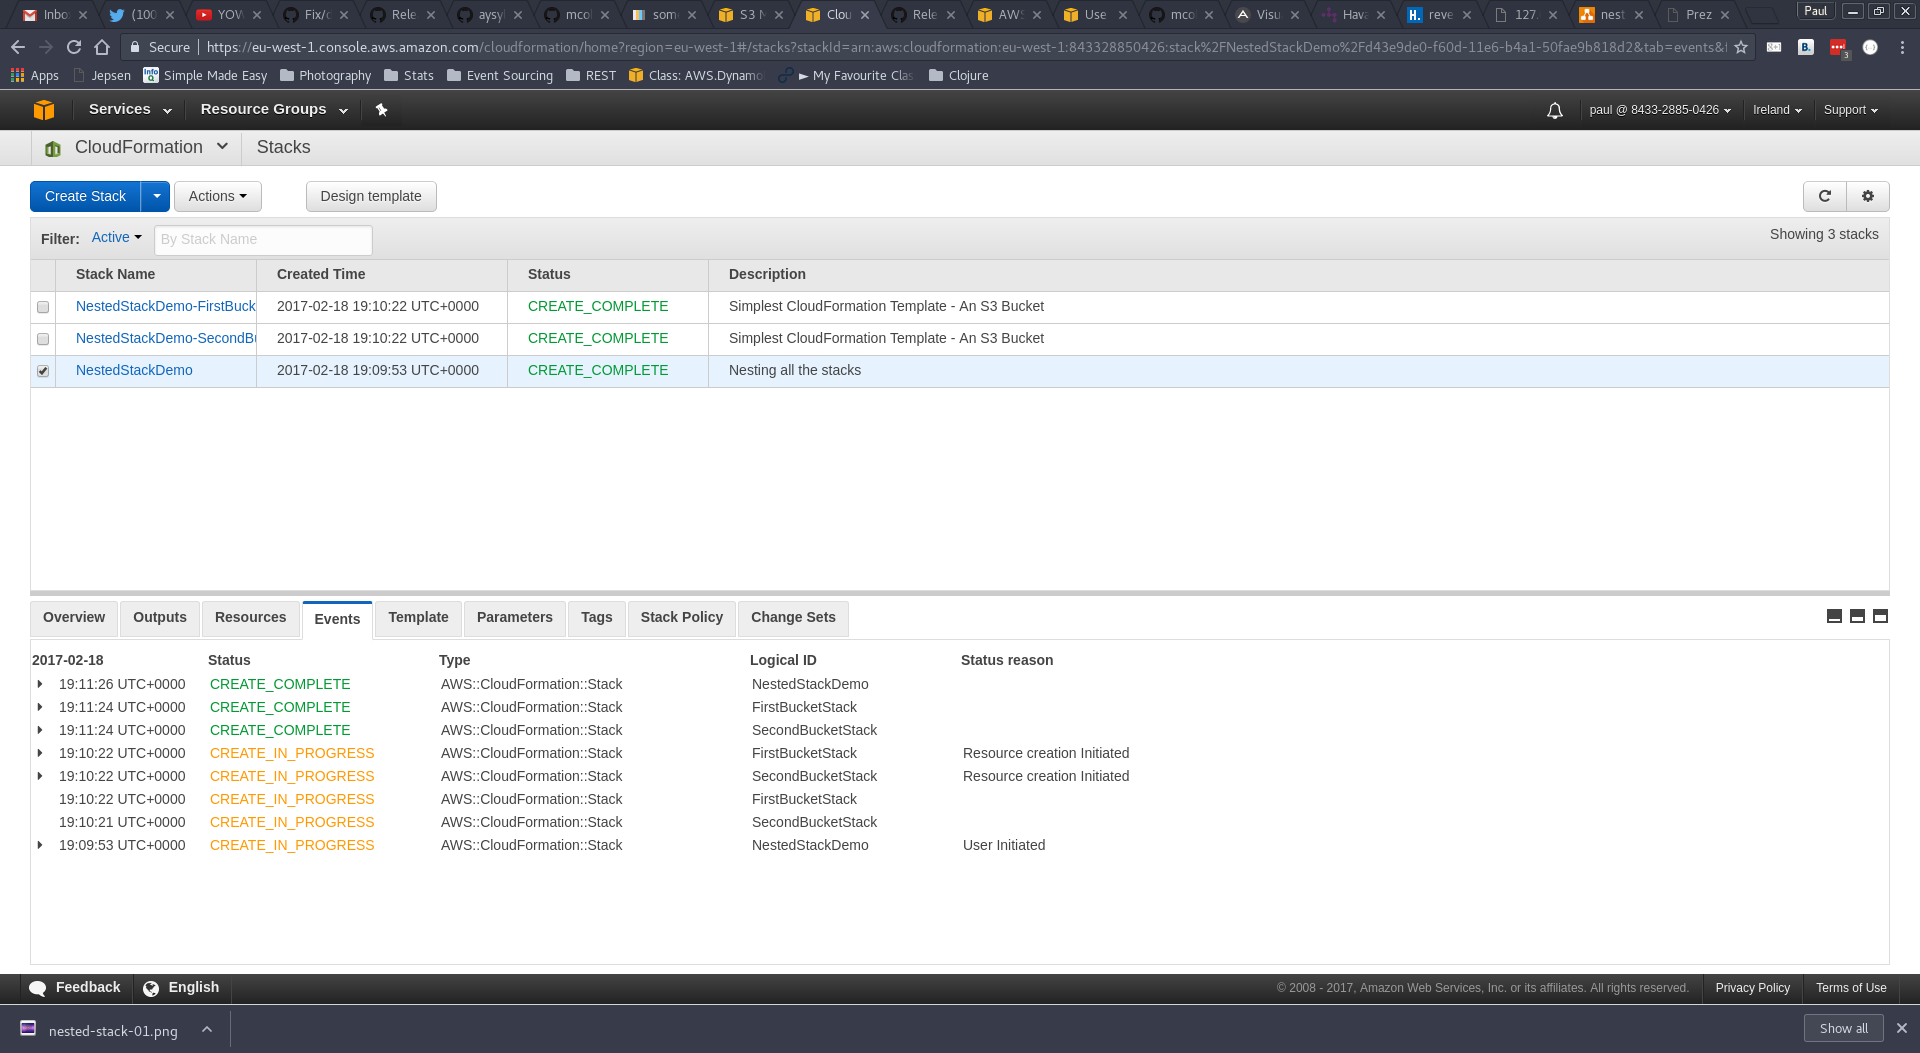 Inbo (100 YOW Fix/c Rele aysy mco som S3 M Clou Rele AWS Use mco Visu Hava reve 127. nest Prez Paul
Secure https://eu-west-1.console.aws.amazon.com/cloudformation/home?region=eu-west-1#/stacks?stackId=arn:aws:cloudformation:eu-west-1:843328850426:stack%2FNestedStackDemo%2Fd43e9de0-f60d-11e6-b4a1-50fae9b818d2&tab=events&
Apps Jepsen Simple Made Easy Photography Stats Event Sourcing REST Class: AWS.Dynamo ► My Favourite Clas Clojure
Services Resource Groups paul @ 8433-2885-0426 Ireland Support
CloudFormation Stacks
Create Stack Actions Design template
Filter: Active By Stack Name Showing 3 stacks
Stack Name Created Time Status Description
NestedStackDemo-FirstBuck 2017-02-18 19:10:22 UTC+0000 CREATE_COMPLETE Simplest CloudFormation Template - An S3 Bucket
NestedStackDemo-SecondBu 2017-02-18 19:10:22 UTC+0000 CREATE_COMPLETE Simplest CloudFormation Template - An S3 Bucket
NestedStackDemo 2017-02-18 19:09:53 UTC+0000 CREATE_COMPLETE Nesting all the stacks
Overview Outputs Resources Events Template Parameters Tags Stack Policy Change Sets
2017-02-18 Status Type Logical ID Status reason
19:11:26 UTC+0000 CREATE_COMPLETE AWS::CloudFormation::Stack NestedStackDemo
19:11:24 UTC+0000 CREATE_COMPLETE AWS::CloudFormation::Stack FirstBucketStack
19:11:24 UTC+0000 CREATE_COMPLETE AWS::CloudFormation::Stack SecondBucketStack
19:10:22 UTC+0000 CREATE_IN_PROGRESS AWS::CloudFormation::Stack FirstBucketStack Resource creation Initiated
19:10:22 UTC+0000 CREATE_IN_PROGRESS AWS::CloudFormation::Stack SecondBucketStack Resource creation Initiated
19:10:22 UTC+0000 CREATE_IN_PROGRESS AWS::CloudFormation::Stack FirstBucketStack
19:10:21 UTC+0000 CREATE_IN_PROGRESS AWS::CloudFormation::Stack SecondBucketStack
19:09:53 UTC+0000 CREATE_IN_PROGRESS AWS::CloudFormation::Stack NestedStackDemo User Initiated
Feedback English © 2008 - 2017, Amazon Web Services, Inc. or its affiliates. All rights reserved. Privacy Policy Terms of Use
nested-stack-01.png Show all